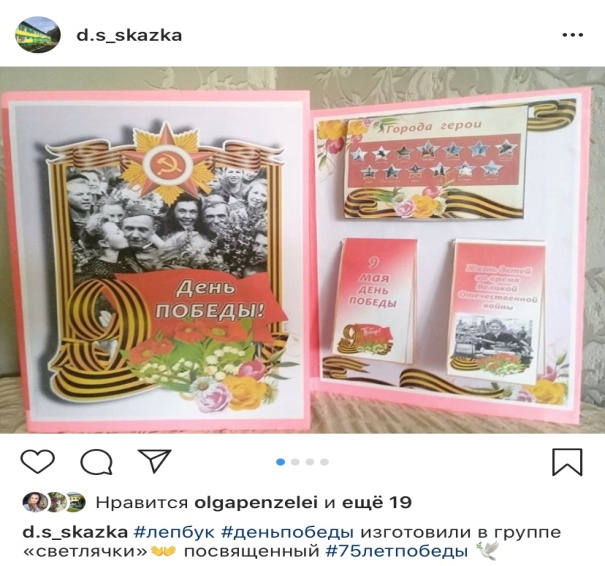 d.s_skazka
Города герои
День
ПОБЕДЫ!
9
9
МАЯ
ДЕНЬ
ПОБЕДЫ
Жизнь детей
во время
Великой
Отечественной
войны
Нравится olgapenzelei и ещё 19
d.s_skazka #лепбук #деньпобеды изготовили в группе
«светлячки»👐 посвященный #75летпобеды 🕊